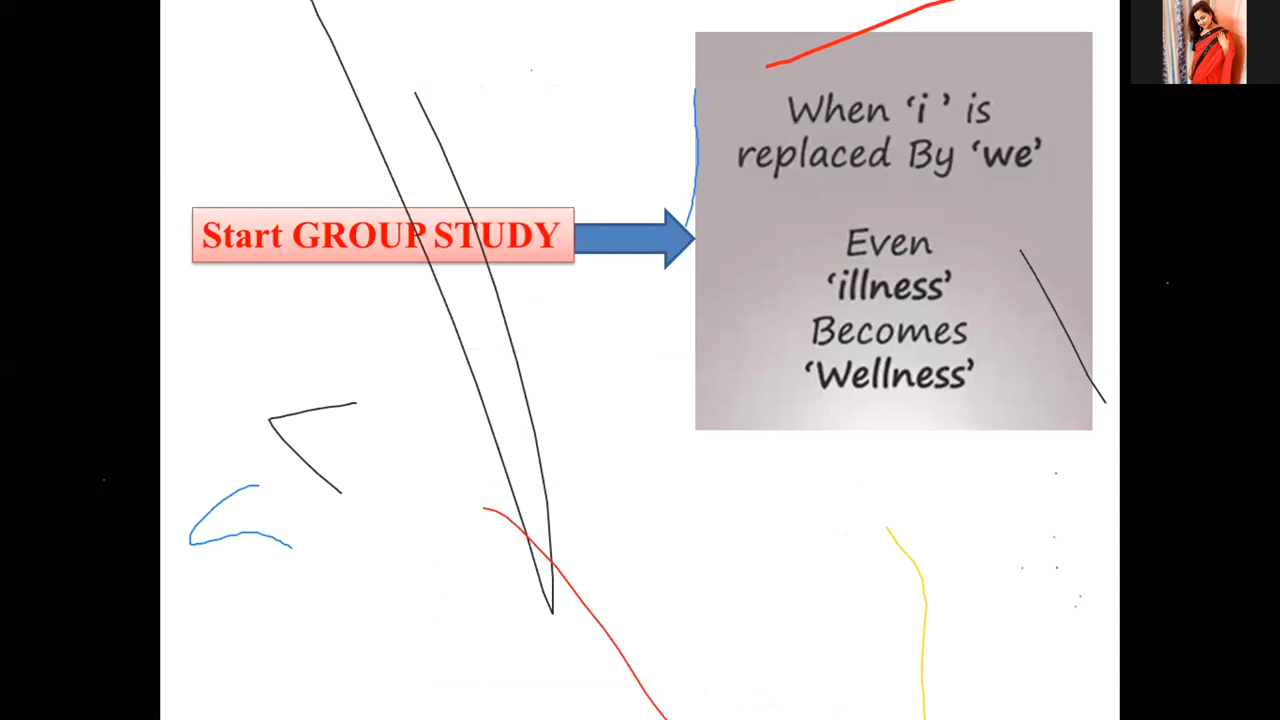 Start GROUP STUDY
When ‘i ’ is
replaced By ‘we’
Even
‘illness’
Becomes
‘Wellness’